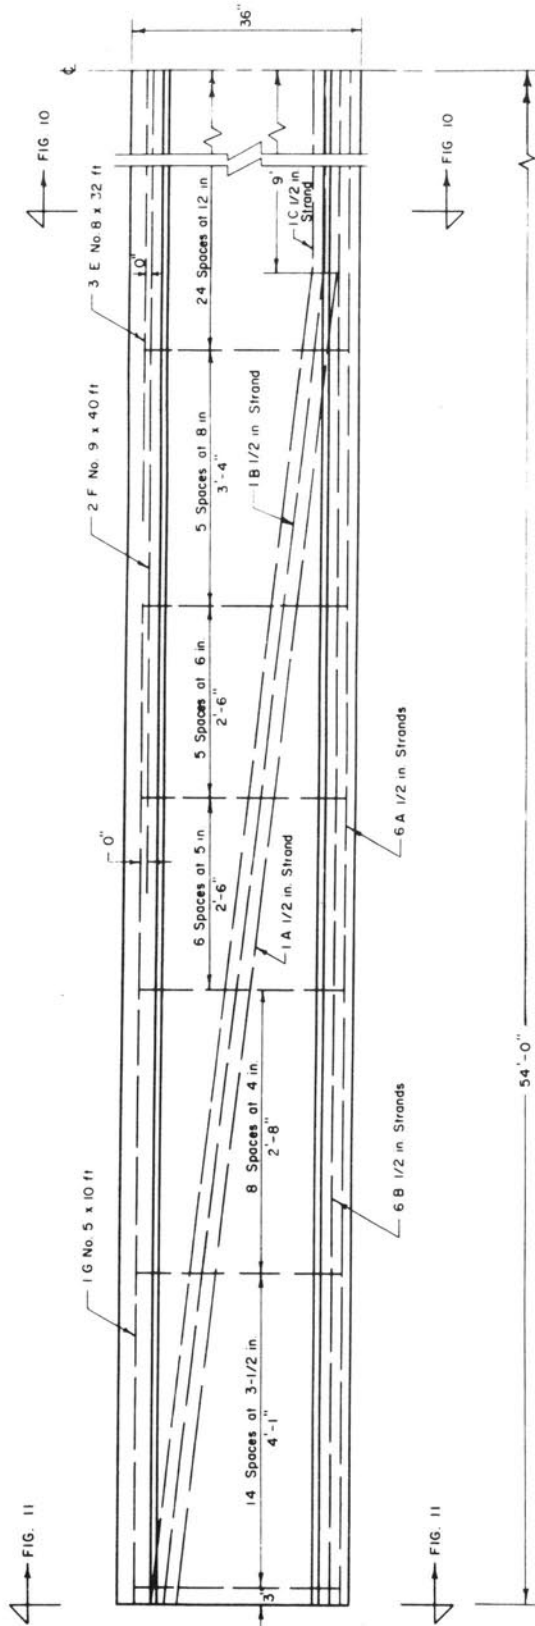 FIG. 11
FIG. 10
1 G No. 5 x 10 ft
2 F No. 9 x 40 ft
3 E No. 8 x 32 ft
36"
℄
3"
14 Spaces at 3-1/2 in
4'-1"
8 Spaces at 4 in
2'-8"
6 Spaces at 5 in
2'-6"
5 Spaces at 6 in
2'-6"
5 Spaces at 8 in
3'-4"
24 Spaces at 12 in
9'
1 A 1/2 in. Strand
1 B 1/2 in Strand
1 C 1/2 in
Strand
6 B 1/2 in Strands
6 A 1/2 in. Strands
FIG. 11
FIG. 10
54'-0"